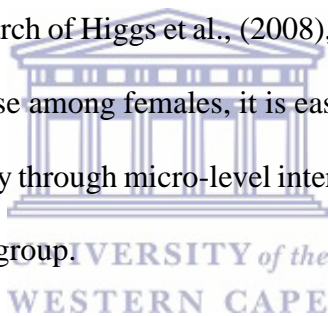 rch of Higgs et al., (2008),
se among females, it is eas
y through micro-level inter
group.
UNIVERSITY of the
WESTERN CAPE